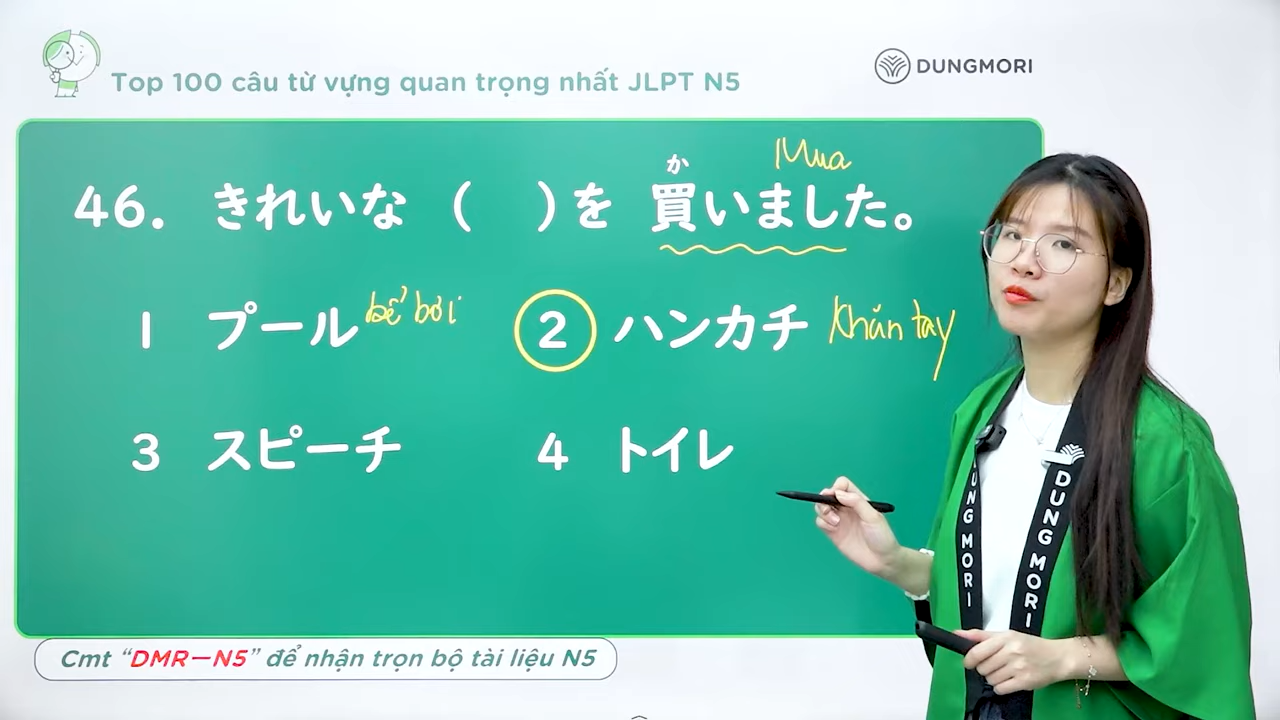 Top 100 câu từ vựng quan trọng nhất JLPT N5
DUNGMORI
Mua
か
46. きれいな ( )を 買いました。
1 プール bể bơi
2 ハンカチ khăn tay
3 スピーチ
4 トイレ
DUNG MORI
DUNG MORI
Cmt “DMR–N5” để nhận trọn bộ tài liệu N5